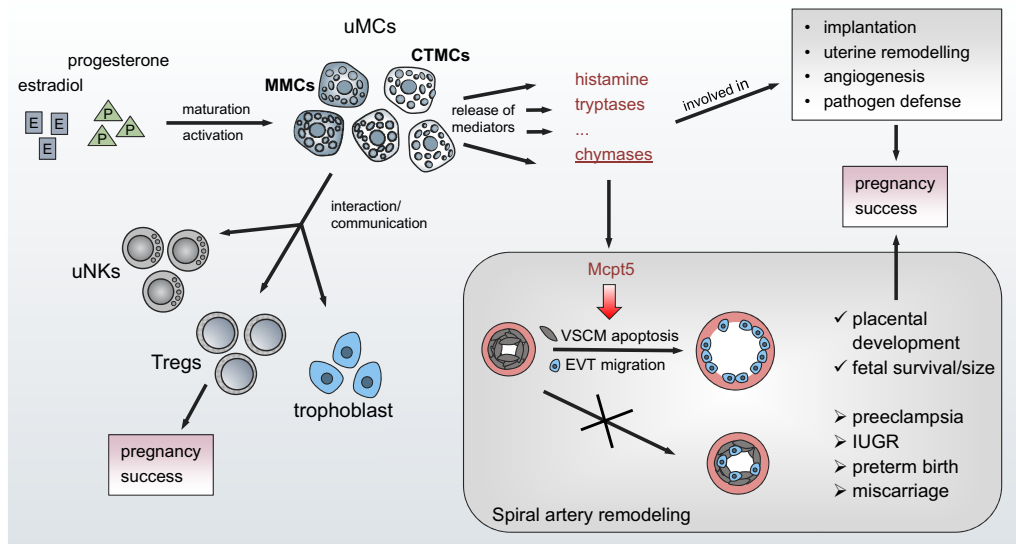 uMCs
progesterone
estradiol
E
E
E
P
P
P
maturation
activation
MMCs
CTMCs
release of
mediators
histamine
tryptases
...
chymases
involved in
• implantation
• uterine remodelling
• angiogenesis
• pathogen defense
pregnancy
success
interaction/
communication
uNKs
Tregs
trophoblast
pregnancy
success
Mcpt5
VSCM apoptosis
EVT migration
✓ placental
development
✓ fetal survival/size
➢ preeclampsia
➢ IUGR
➢ preterm birth
➢ miscarriage
Spiral artery remodeling